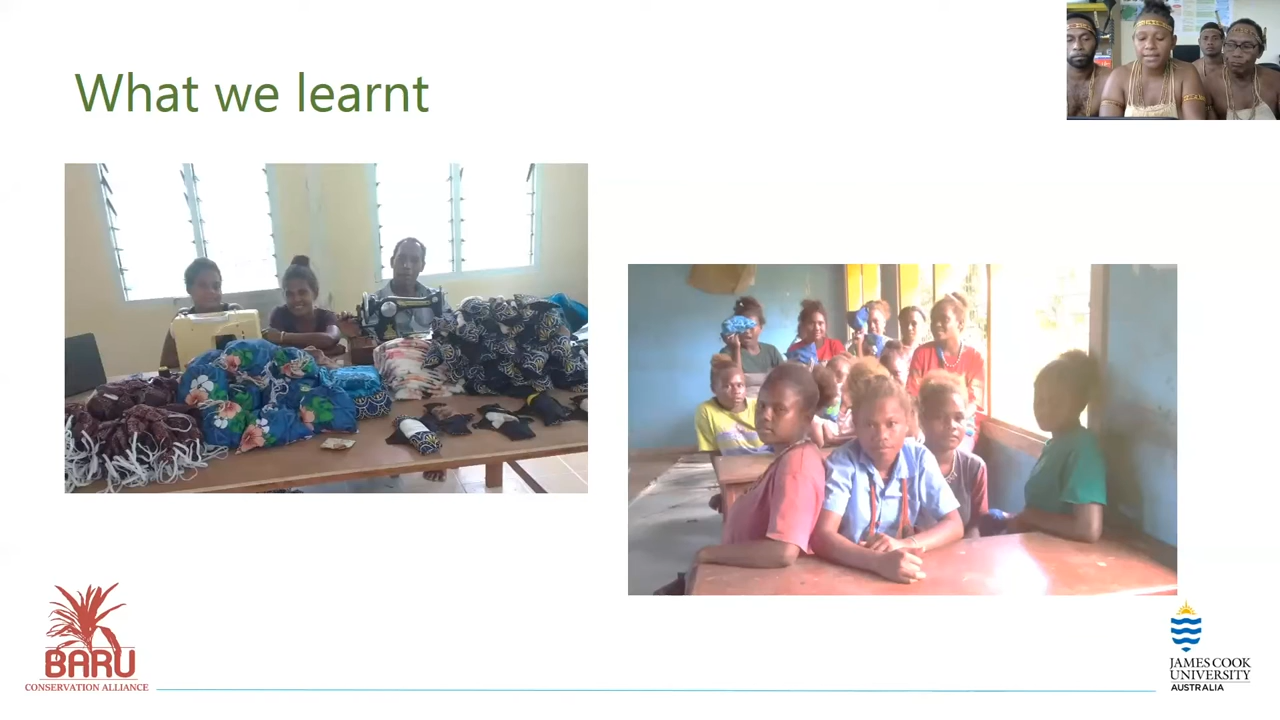 What we learnt
BARU
CONSERVATION ALLIANCE
JAMES COOK
UNIVERSITY
AUSTRALIA